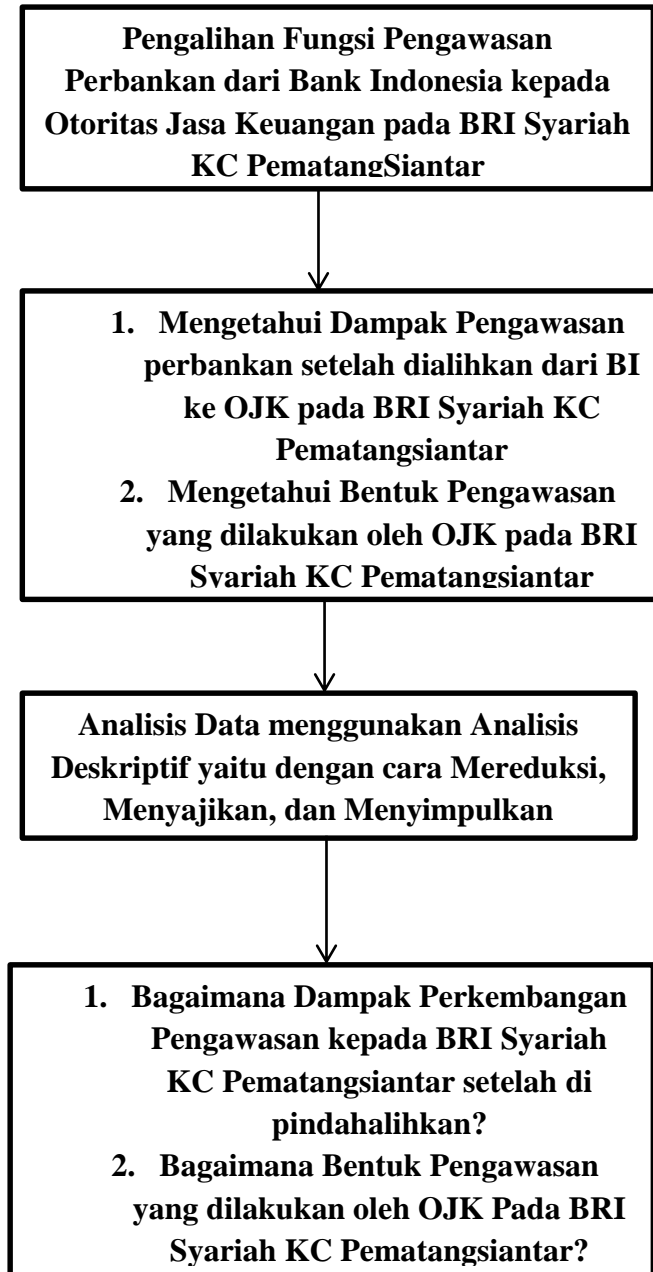 Pengalihan Fungsi Pengawasan
Perbankan dari Bank Indonesia kepada
Otoritas Jasa Keuangan pada BRI Syariah
KC PematangSiantar
1. Mengetahui Dampak Pengawasan
perbankan setelah dialihkan dari BI
ke OJK pada BRI Syariah KC
Pematangsiantar
2. Mengetahui Bentuk Pengawasan
yang dilakukan oleh OJK pada BRI
Syariah KC Pematangsiantar
Analisis Data menggunakan Analisis
Deskriptif yaitu dengan cara Mereduksi,
Menyajikan, dan Menyimpulkan
1. Bagaimana Dampak Perkembangan
Pengawasan kepada BRI Syariah
KC Pematangsiantar setelah di
pindahalihkan?
2. Bagaimana Bentuk Pengawasan
yang dilakukan oleh OJK Pada BRI
Syariah KC Pematangsiantar?